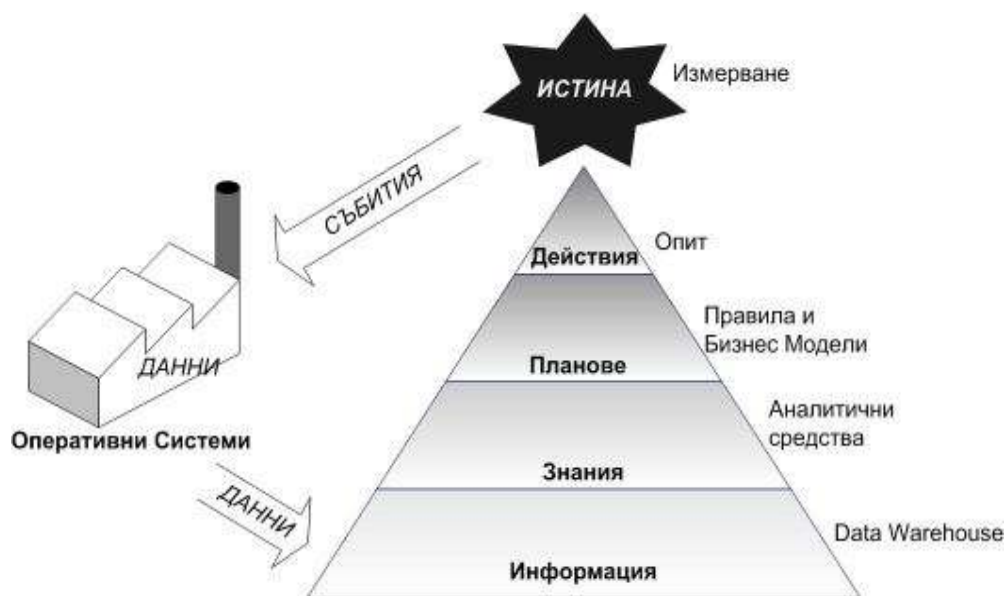 ИСТИНА
Измерване
СЪБИТИЯ
Действия
Опит
Правила и
Бизнес Модели
Планове
ДАННИ
Оперативни Системи
Аналитични
средства
Знания
ДАННИ
Data Warehouse
Информация